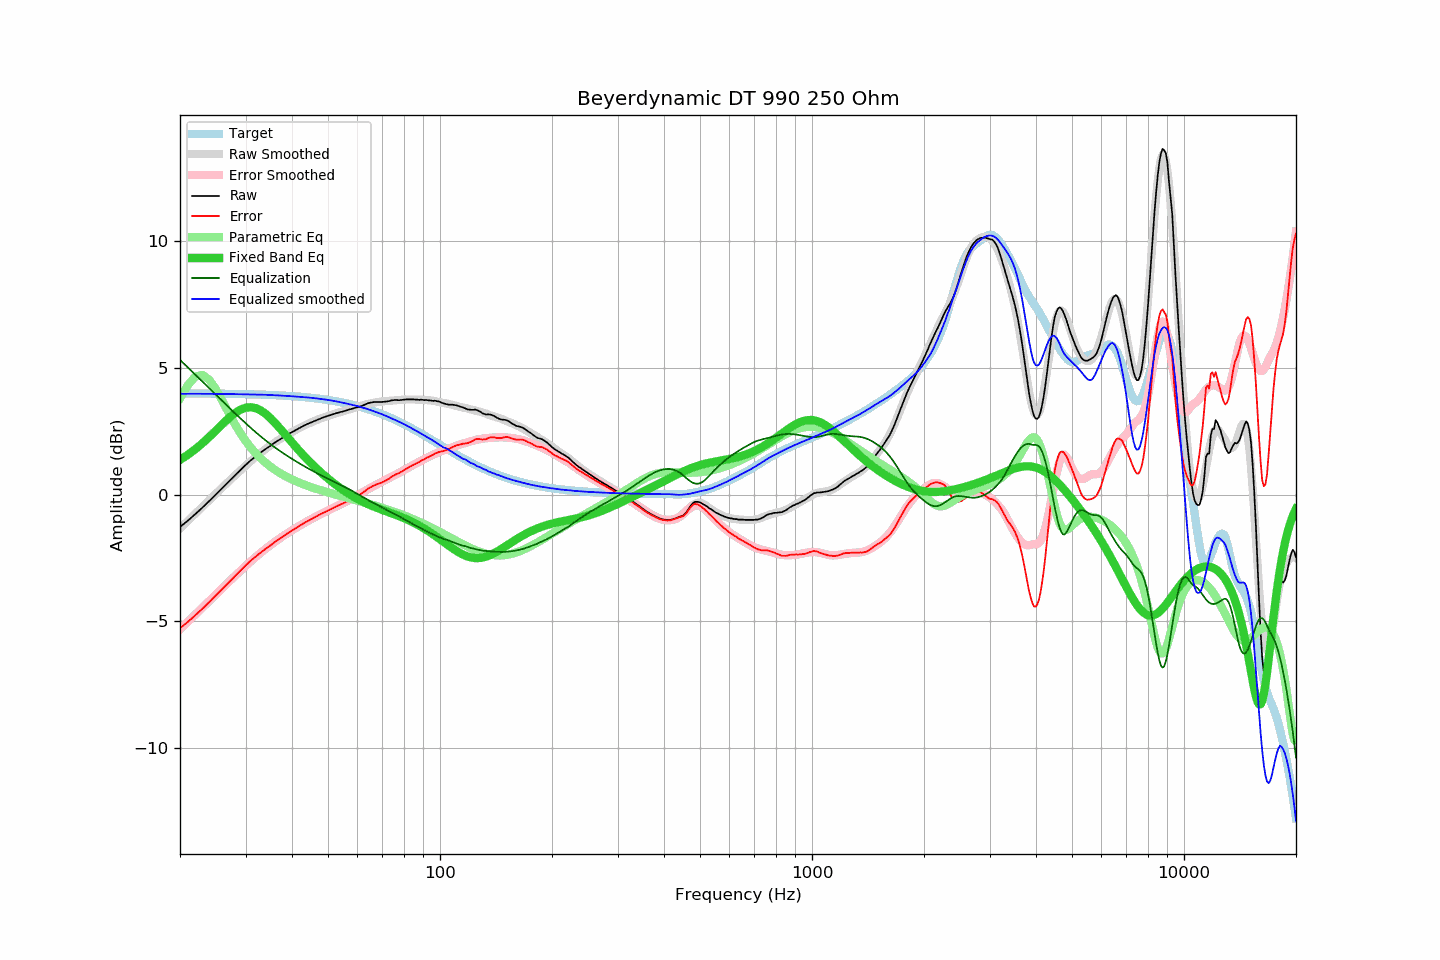 Beyerdynamic DT 990 250 Ohm
Target
Raw Smoothed
Error Smoothed
Raw
Error
Parametric Eq
Fixed Band Eq
Equalization
Equalized smoothed
Amplitude (dBr)
10
5
0
−5
−10
100
1000
10000
Frequency (Hz)